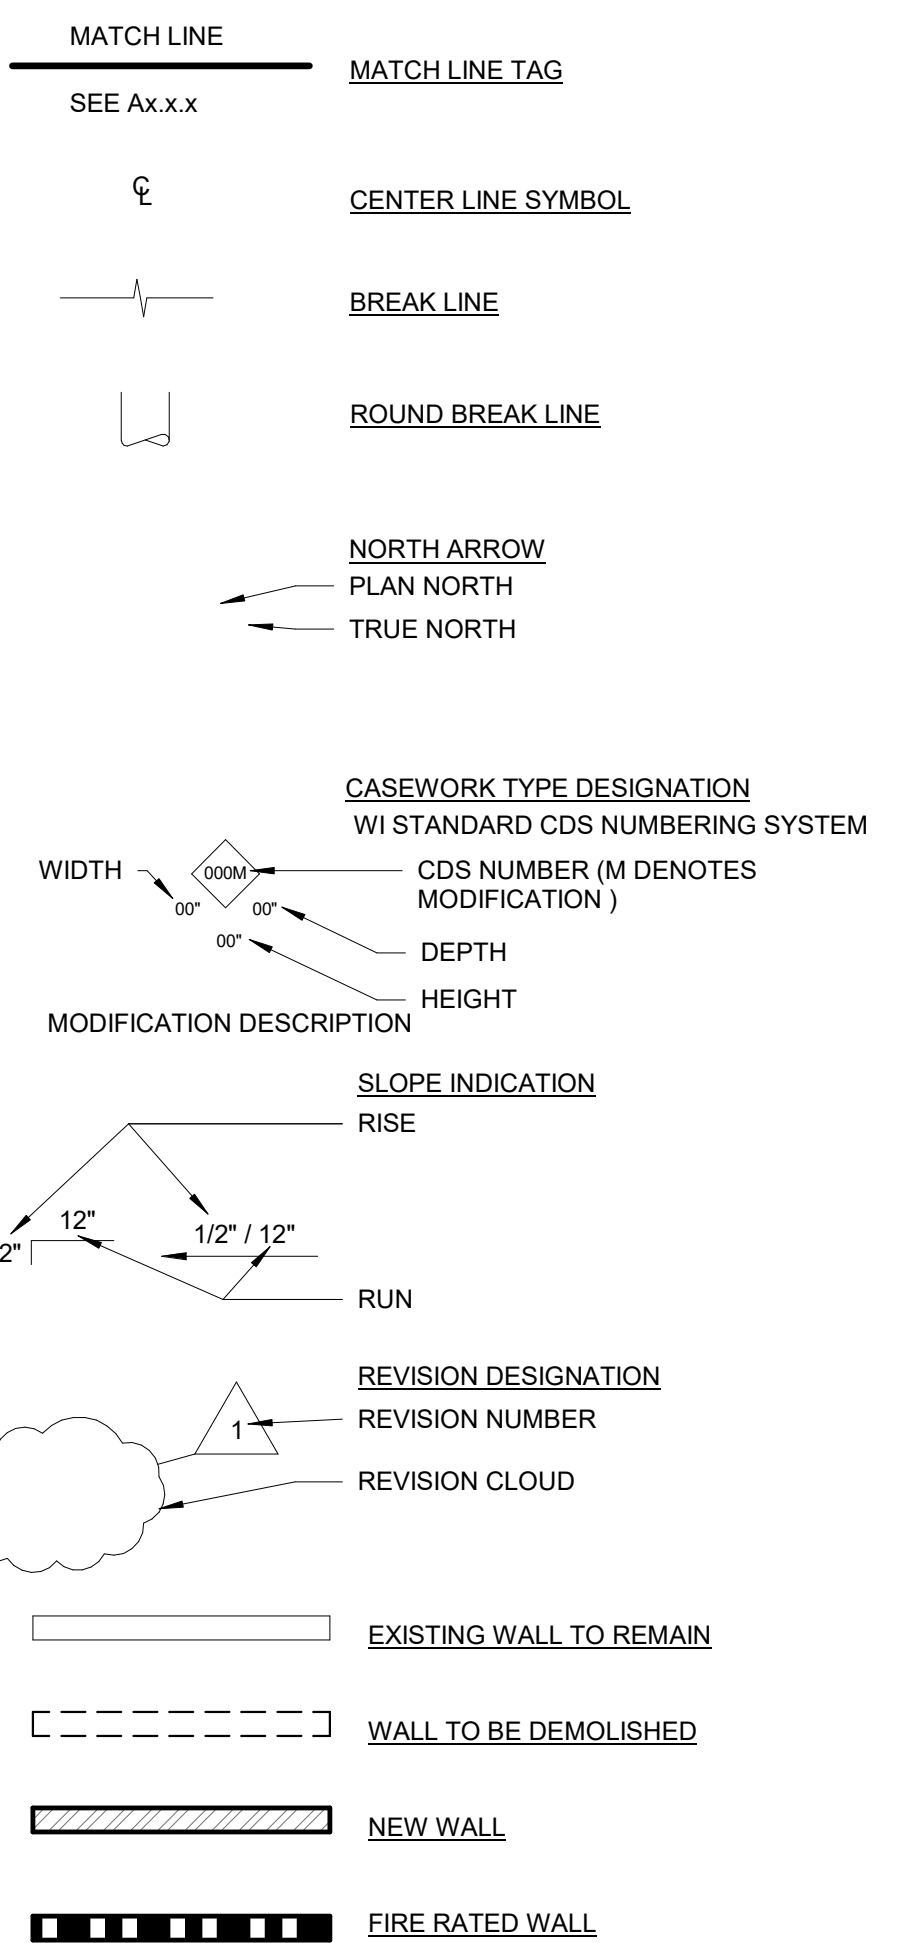 MATCH LINE
MATCH LINE TAG
SEE Ax.x.x
℄
CENTER LINE SYMBOL
BREAK LINE
ROUND BREAK LINE
NORTH ARROW
PLAN NORTH
TRUE NORTH
CASEWORK TYPE DESIGNATION
WI STANDARD CDS NUMBERING SYSTEM
WIDTH
000M
CDS NUMBER (M DENOTES
MODIFICATION )
00"
00"
00"
DEPTH
HEIGHT
MODIFICATION DESCRIPTION
SLOPE INDICATION
RISE
12"
1/2" / 12"
2"
RUN
REVISION DESIGNATION
1
REVISION NUMBER
REVISION CLOUD
EXISTING WALL TO REMAIN
WALL TO BE DEMOLISHED
NEW WALL
FIRE RATED WALL